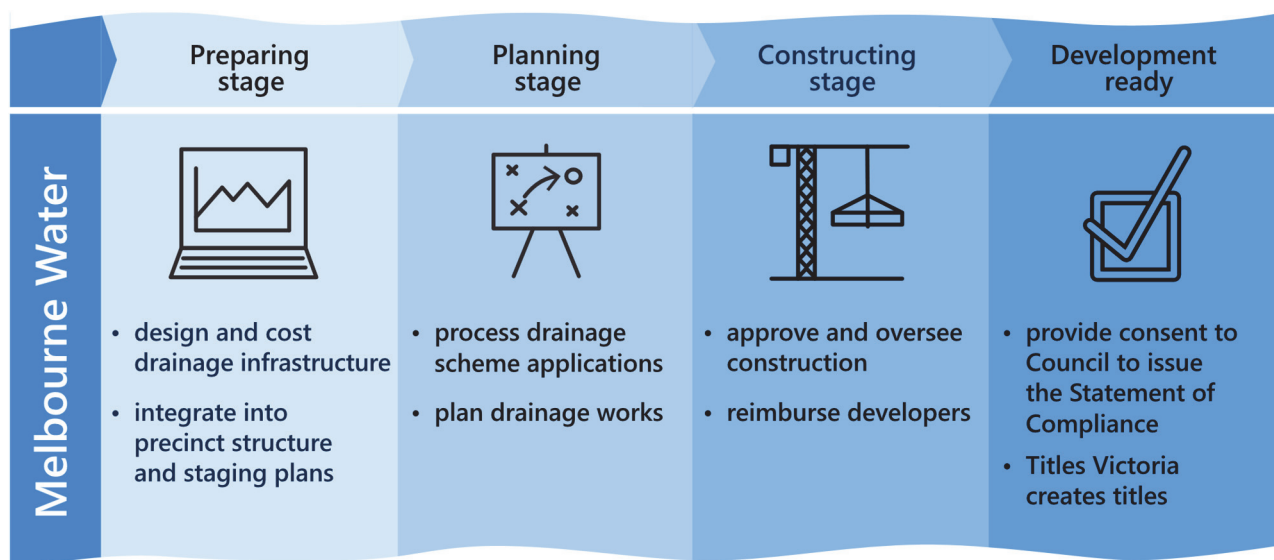 Preparing
stage
Planning
stage
Constructing
stage
Development
ready
Melbourne Water
• design and cost
drainage infrastructure
• integrate into
precinct structure
and staging plans
• process drainage
scheme applications
• plan drainage works
• approve and oversee
construction
• reimburse developers
• provide consent to
Council to issue
the Statement of
Compliance
• Titles Victoria
creates titles